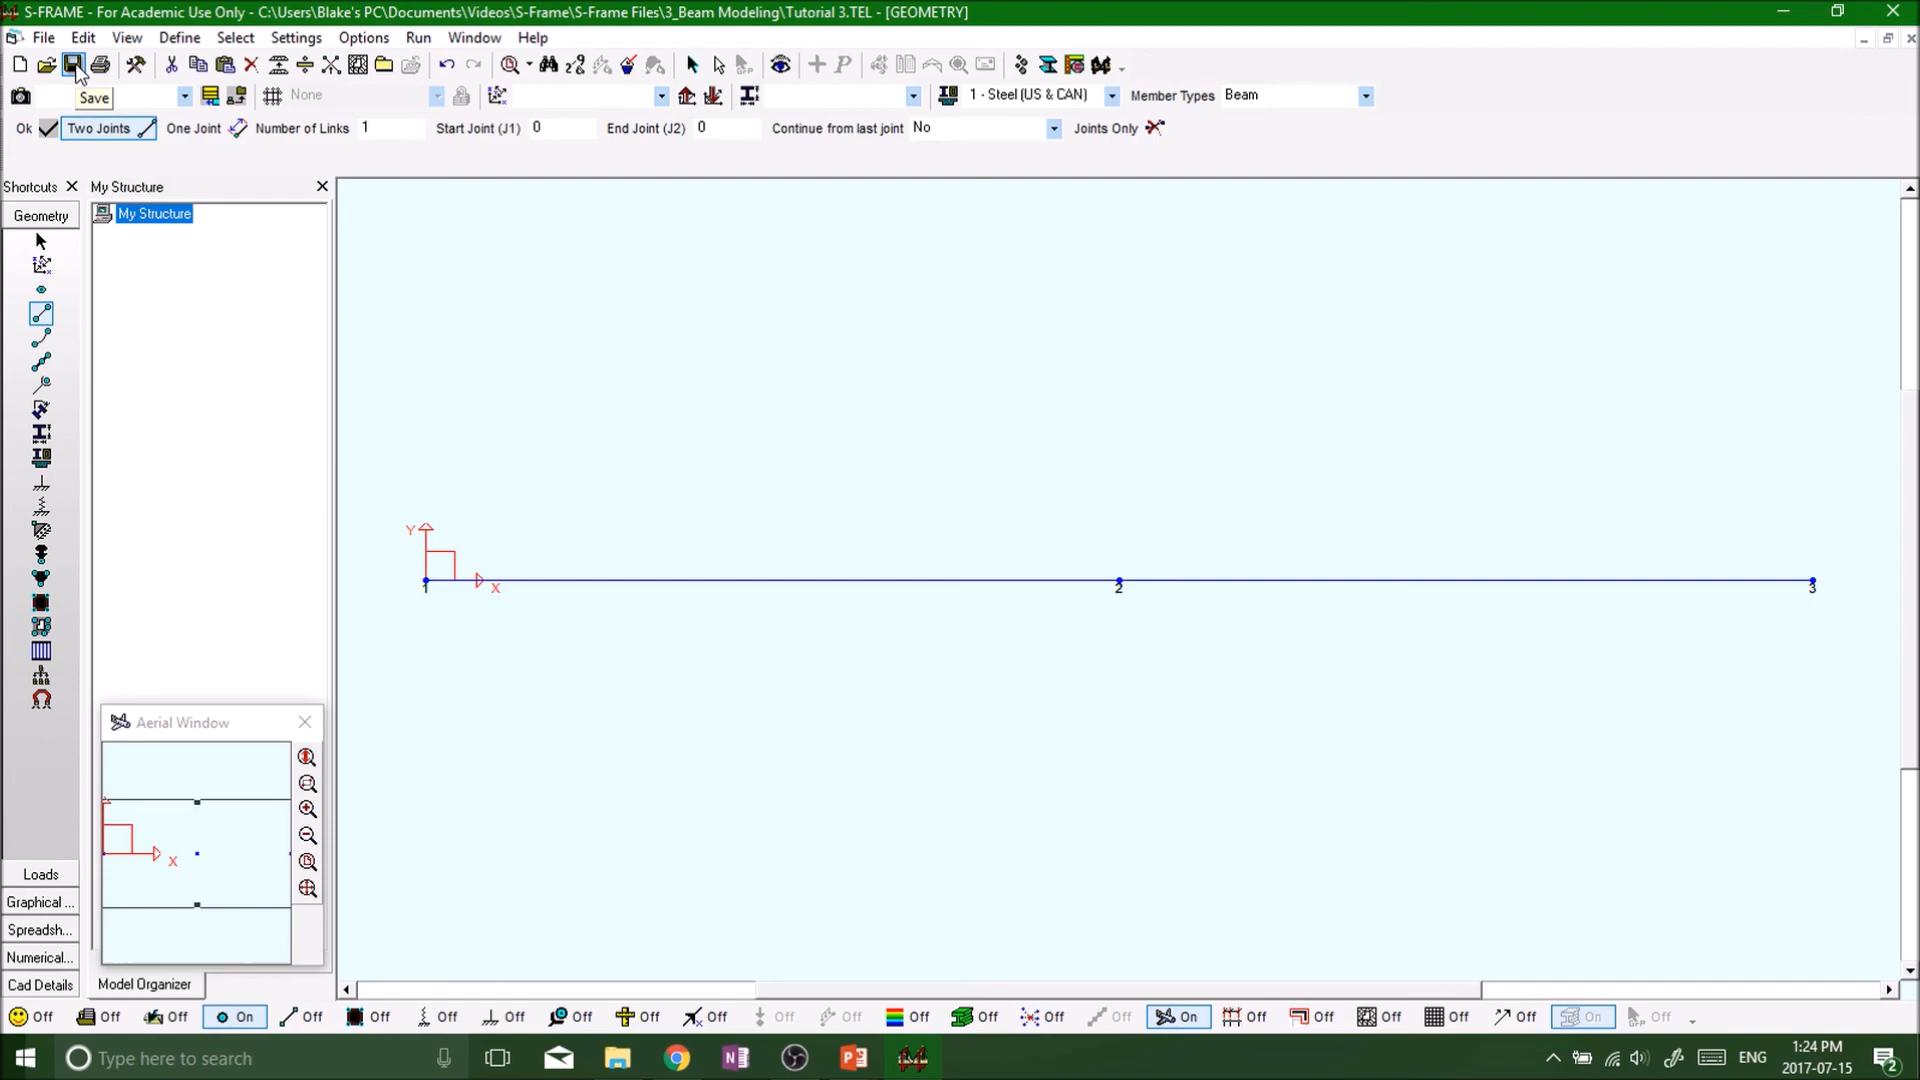 S-FRAME - For Academic Use Only - C:\Users\Blake's PC\Documents\Videos\S-Frame\S-Frame Files\3_Beam Modeling\Tutorial 3.TEL - [GEOMETRY]
File Edit View Define Select Settings Options Run Window Help
Save None 1 - Steel (US & CAN) Member Types Beam
Ok Two Joints One Joint Number of Links 1 Start Joint (J1) 0 End Joint (J2) 0 Continue from last joint No Joints Only
Shortcuts My Structure
Geometry My Structure
Y
X
1 2 3
Aerial Window
X
Loads
Graphical ...
Spreadsh...
Numerical...
Cad Details
Model Organizer
Off Off Off On Off Off Off Off Off Off Off Off Off Off Off Off Off On Off Off Off Off Off On Off
Type here to search
ENG
1:24 PM
2017-07-15
2